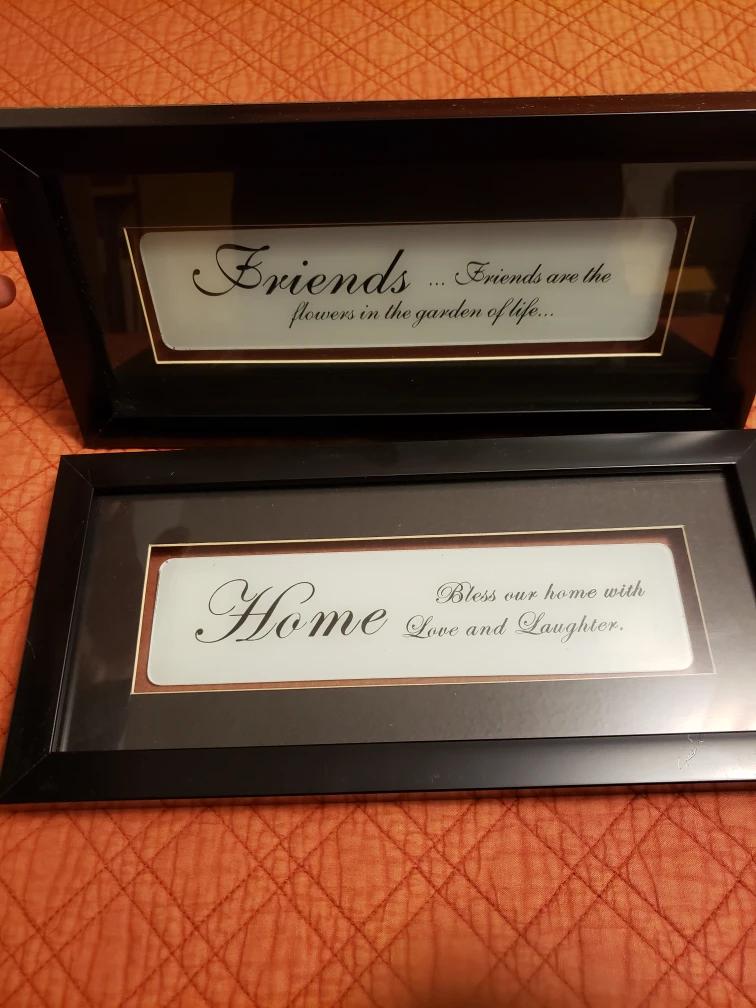 Friends ... Friends are the
flowers in the garden of life...
Home Bless our home with
Love and Laughter.